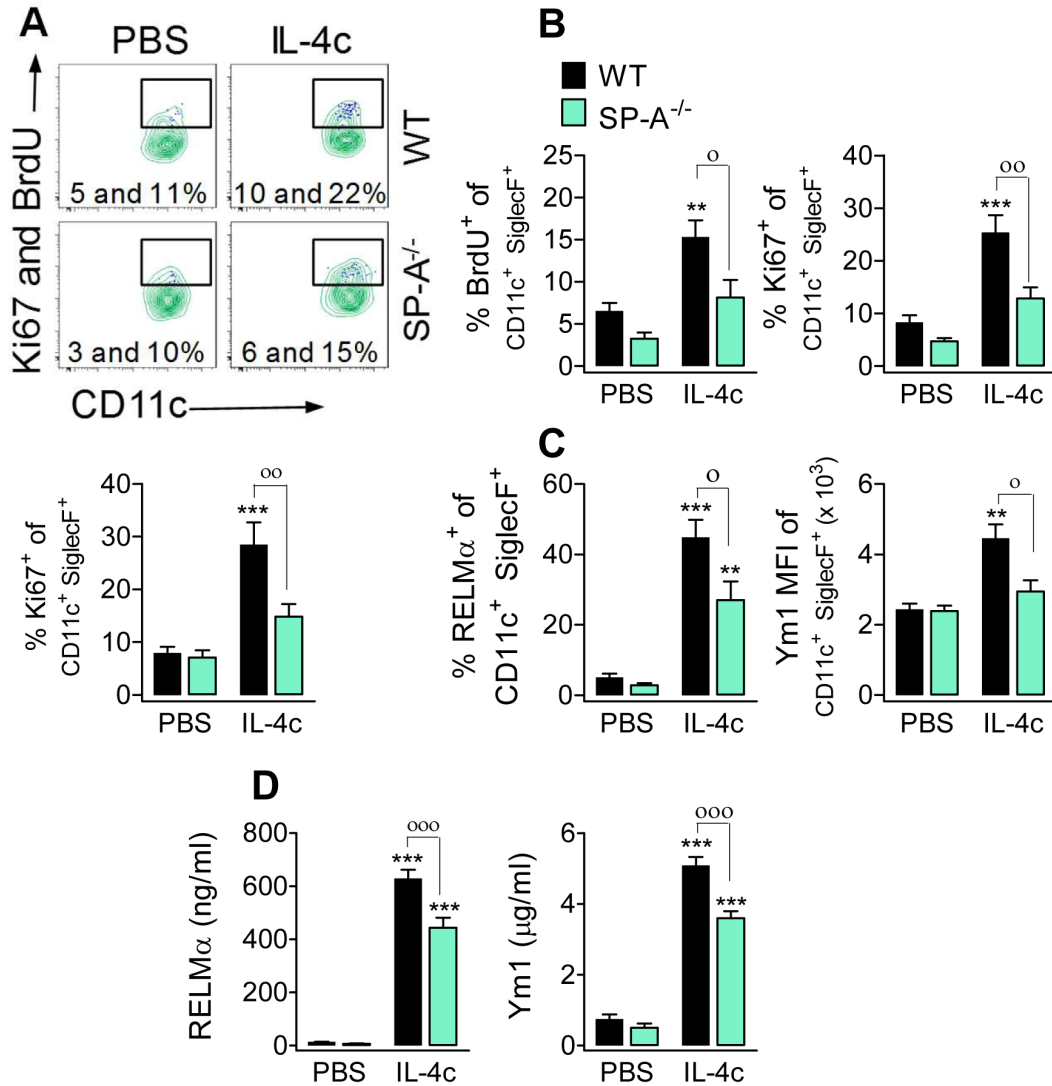 A
PBS IL-4c
Ki67 and BrdU
5 and 11%
10 and 22%
WT
3 and 10%
6 and 15%
SP-A-/-
CD11c
B
WT
SP-A-/-
% BrdU+ of
CD11c+ SiglecF+
25
20
15
10
5
0
**
o
PBS IL-4c
% Ki67+ of
CD11c+ SiglecF+
40
30
20
10
0
***
oo
PBS IL-4c
% Ki67+ of
CD11c+ SiglecF+
40
30
20
10
0
***
oo
PBS IL-4c
C
% RELMα+ of
CD11c+ SiglecF+
60
40
20
0
***
o
**
PBS IL-4c
Ym1 MFI of
CD11c+ SiglecF+ (x 10³)
6
4
2
0
**
o
PBS IL-4c
D
RELMα (ng/ml)
800
600
400
200
0
***
ooo
***
PBS IL-4c
Ym1 (μg/ml)
6
4
2
0
***
ooo
***
PBS IL-4c